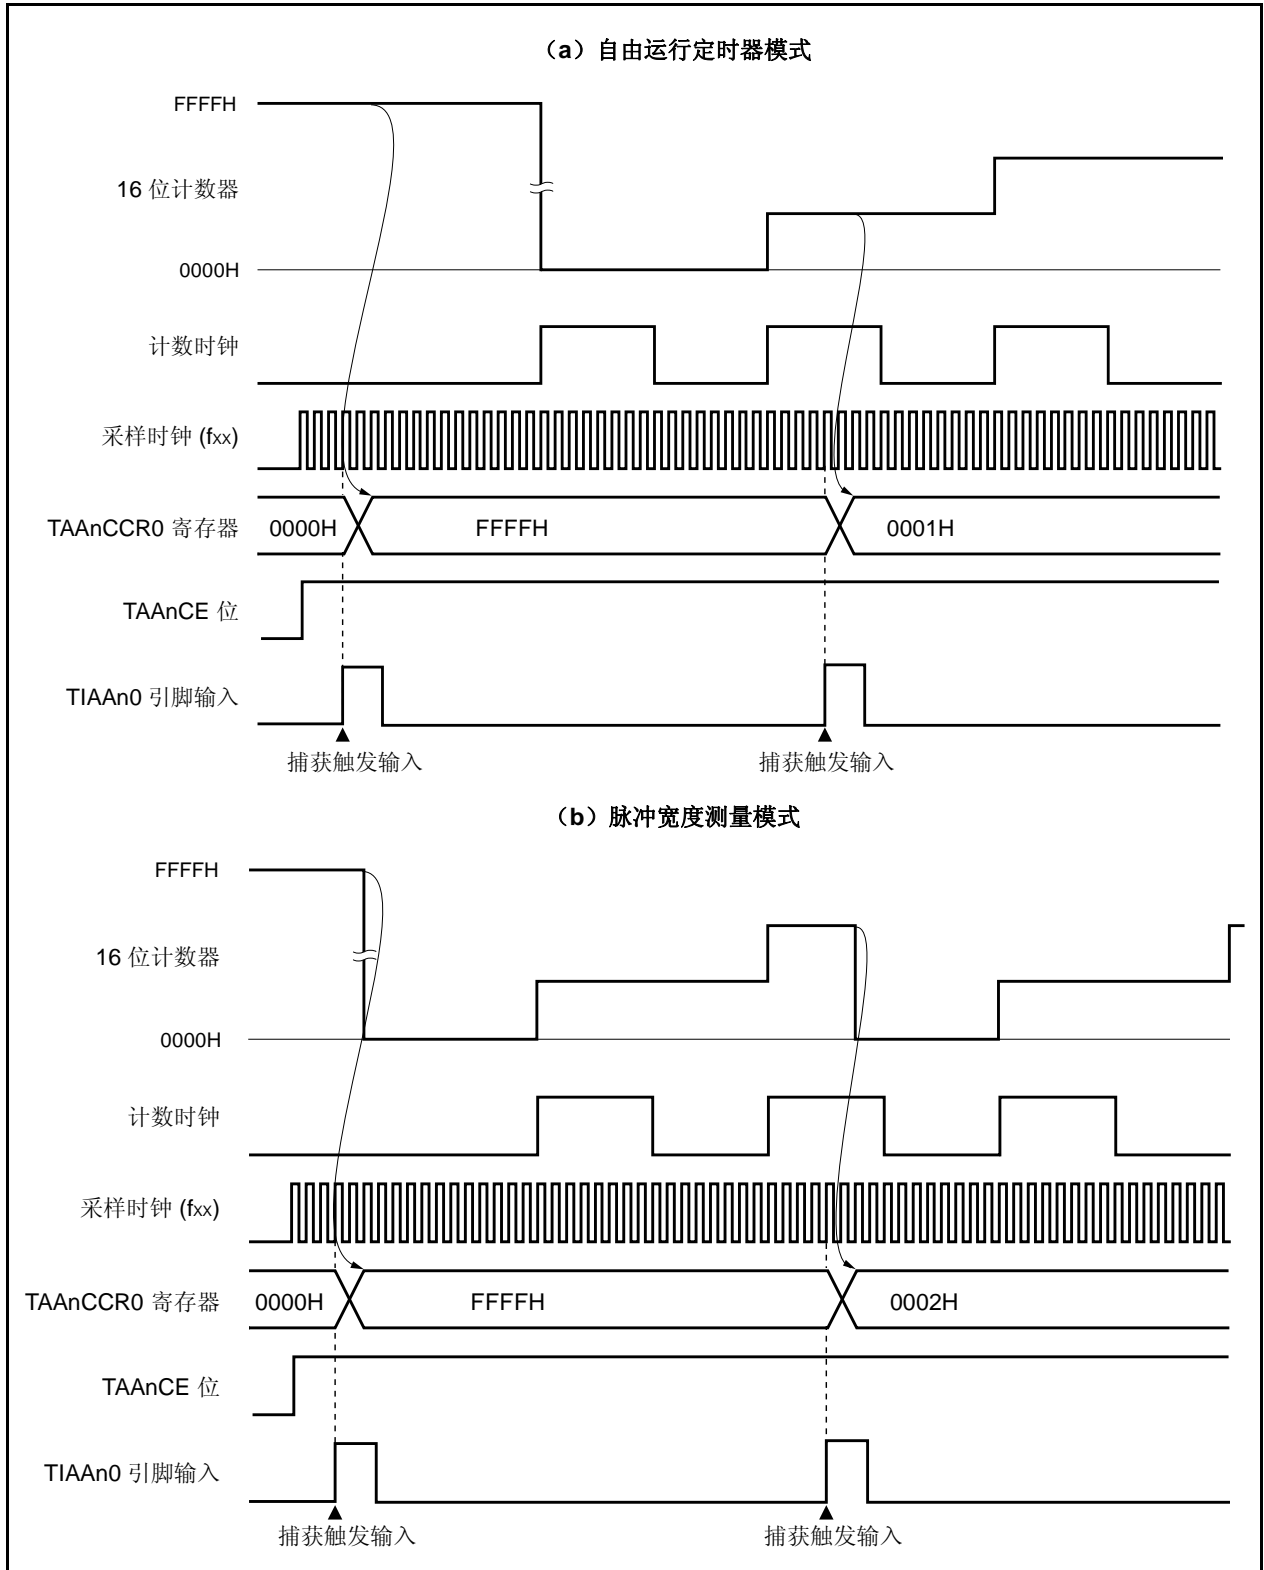 （a）自由运行定时器模式
FFFFH
16 位计数器
0000H
计数时钟
采样时钟 (fxx)
TAAnCCR0 寄存器 0000H FFFFH 0001H
TAAnCE 位
TIAAn0 引脚输入
捕获触发输入 捕获触发输入
（b）脉冲宽度测量模式
FFFFH
16 位计数器
0000H
计数时钟
采样时钟 (fxx)
TAAnCCR0 寄存器 0000H FFFFH 0002H
TAAnCE 位
TIAAn0 引脚输入
捕获触发输入 捕获触发输入